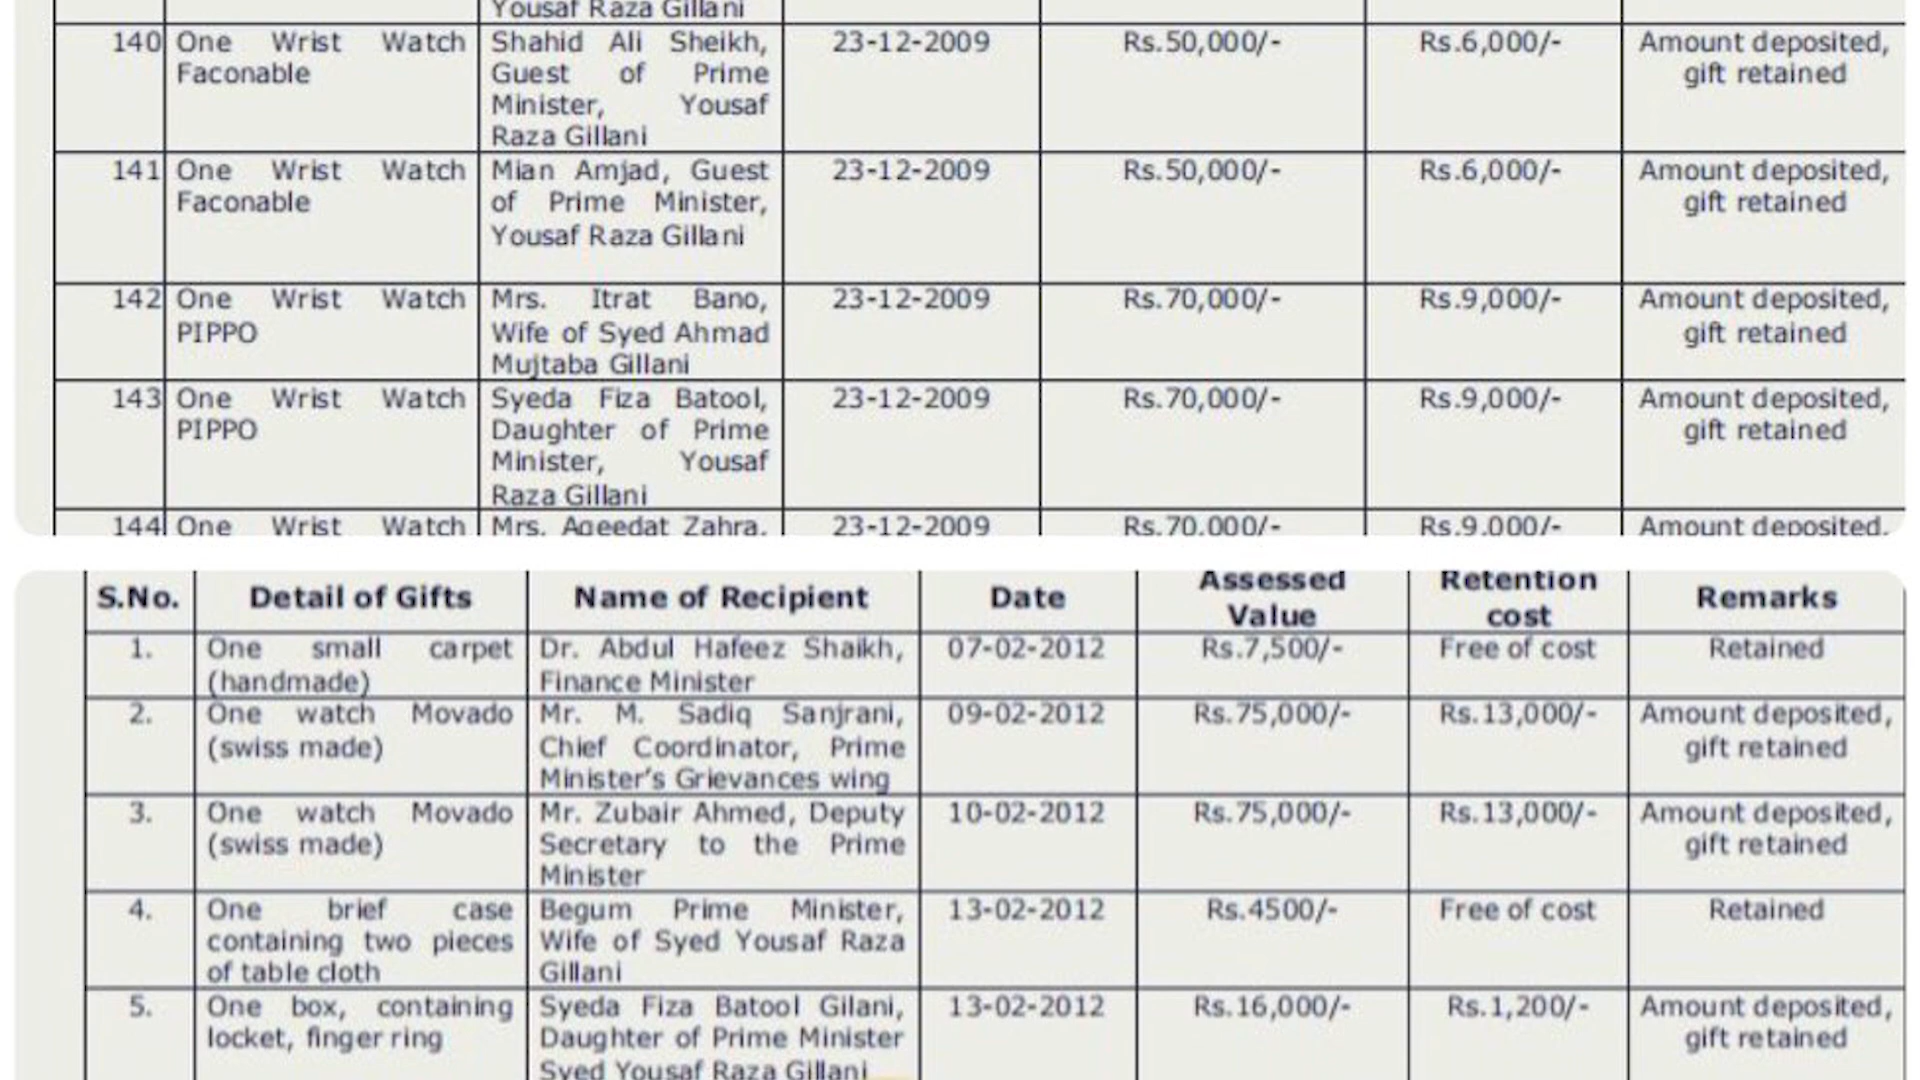 Yousaf Raza Gillani
140 One Wrist Watch Shahid Ali Sheikh, 23-12-2009 Rs.50,000/- Rs.6,000/- Amount deposited,
Faconable Guest of Prime gift retained
Minister, Yousaf
Raza Gillani
141 One Wrist Watch Mian Amjad, Guest 23-12-2009 Rs.50,000/- Rs.6,000/- Amount deposited,
Faconable of Prime Minister, gift retained
Yousaf Raza Gillani
142 One Wrist Watch Mrs. Itrat Bano, 23-12-2009 Rs.70,000/- Rs.9,000/- Amount deposited,
PIPPO Wife of Syed Ahmad gift retained
Mujtaba Gillani
143 One Wrist Watch Syeda Fiza Batool, 23-12-2009 Rs.70,000/- Rs.9,000/- Amount deposited,
PIPPO Daughter of Prime gift retained
Minister, Yousaf
Raza Gillani
144 One Wrist Watch Mrs. Aqeedat Zahra, 23-12-2009 Rs.70,000/- Rs.9,000/- Amount deposited,
S.No. Detail of Gifts Name of Recipient Date Assessed Value Retention cost Remarks
1. One small carpet Dr. Abdul Hafeez Shaikh, 07-02-2012 Rs.7,500/- Free of cost Retained
(handmade) Finance Minister
2. One watch Movado Mr. M. Sadiq Sanjrani, 09-02-2012 Rs.75,000/- Rs.13,000/- Amount deposited,
(swiss made) Chief Coordinator, Prime gift retained
Minister's Grievances wing
3. One watch Movado Mr. Zubair Ahmed, Deputy 10-02-2012 Rs.75,000/- Rs.13,000/- Amount deposited,
(swiss made) Secretary to the Prime gift retained
Minister
4. One brief case Begum Prime Minister, 13-02-2012 Rs.4500/- Free of cost Retained
containing two pieces Wife of Syed Yousaf Raza
of table cloth Gillani
5. One box, containing Syeda Fiza Batool Gilani, 13-02-2012 Rs.16,000/- Rs.1,200/- Amount deposited,
locket, finger ring Daughter of Prime Minister gift retained
Syed Yousaf Raza Gillani